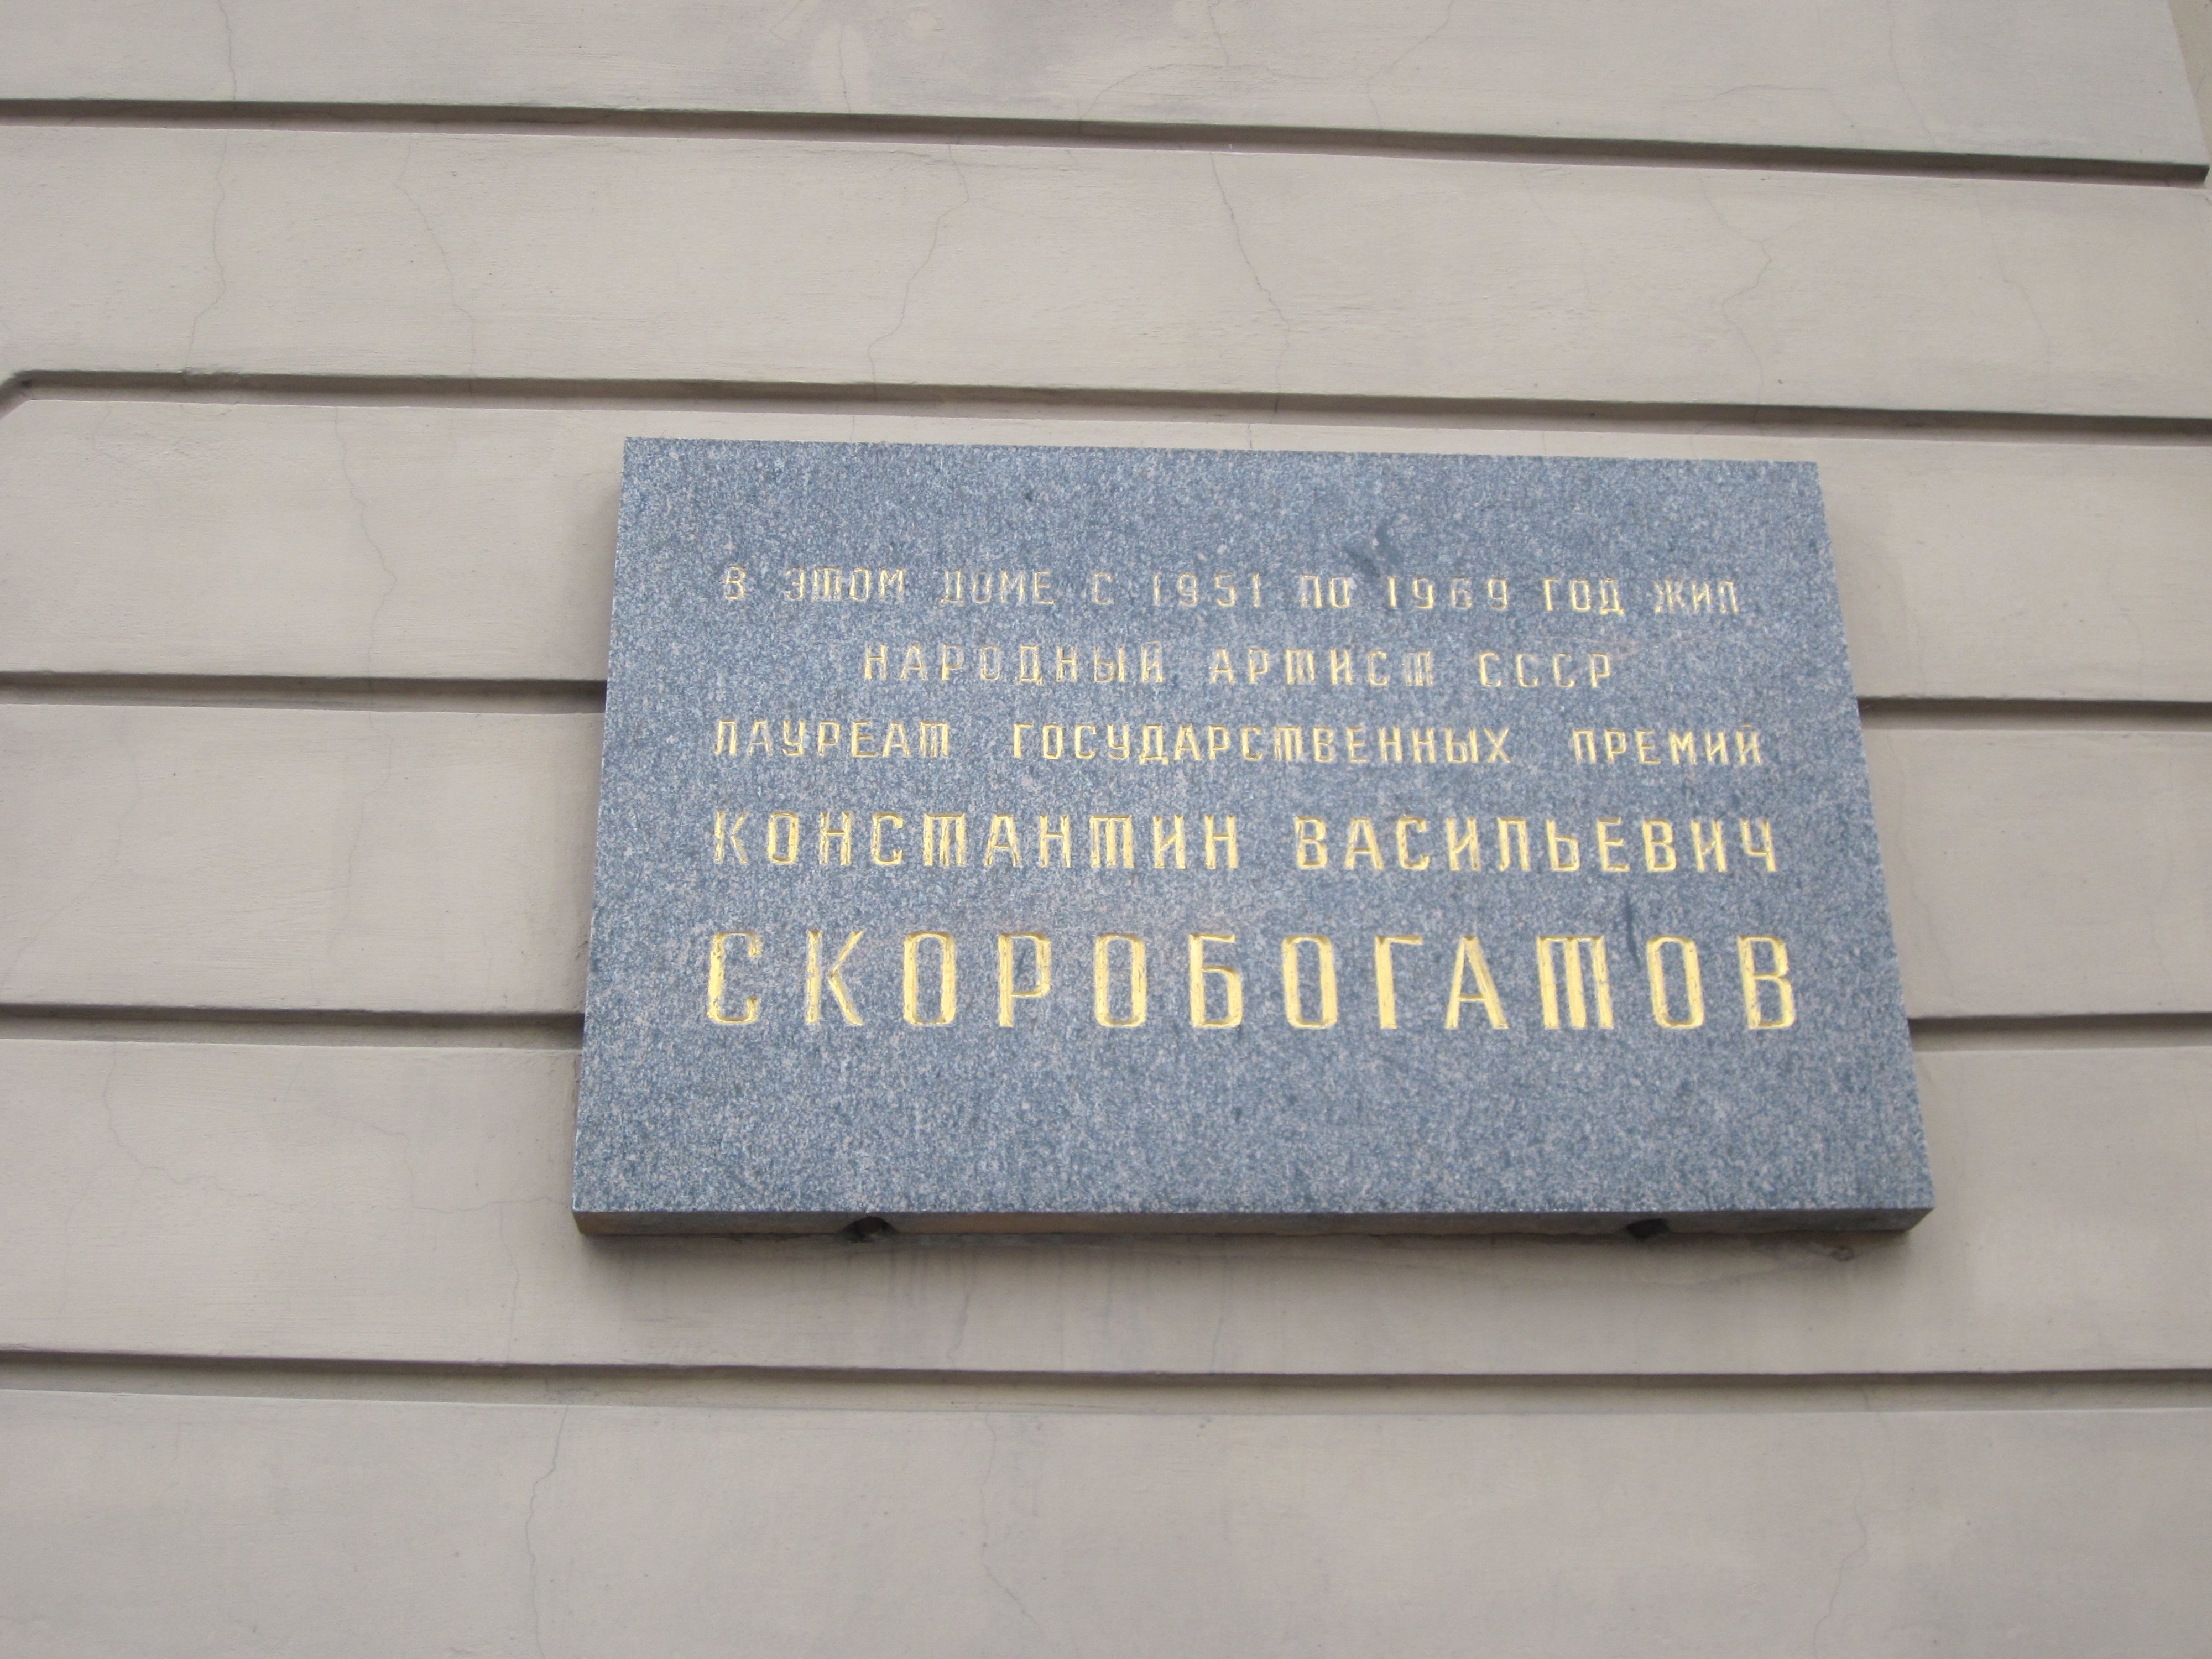 В ЭТОМ ДОМЕ С 1951 ПО 1969 ГОД ЖИЛ
НАРОДНЫЙ АРТИСТ СССР
ЛАУРЕАТ ГОСУДАРСТВЕННЫХ ПРЕМИЙ
КОНСТАНТИН ВАСИЛЬЕВИЧ
СКОРОБОГАТОВ